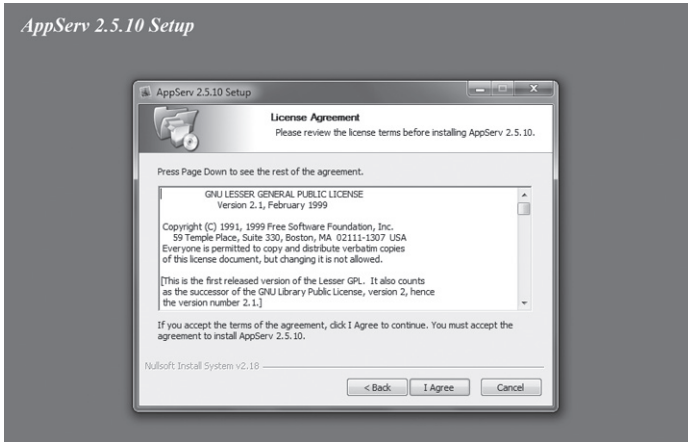 AppServ 2.5.10 Setup
AppServ 2.5.10 Setup
License Agreement
Please review the license terms before installing AppServ 2.5.10.
Press Page Down to see the rest of the agreement.
GNU LESSER GENERAL PUBLIC LICENSE
Version 2.1, February 1999
Copyright (C) 1991, 1999 Free Software Foundation, Inc.
59 Temple Place, Suite 330, Boston, MA 02111-1307 USA
Everyone is permitted to copy and distribute verbatim copies
of this license document, but changing it is not allowed.
[This is the first released version of the Lesser GPL. It also counts
as the successor of the GNU Library Public License, version 2, hence
the version number 2.1.]
If you accept the terms of the agreement, click I Agree to continue. You must accept the
agreement to install AppServ 2.5.10.
Nullsoft Install System v2.18
< Back I Agree Cancel